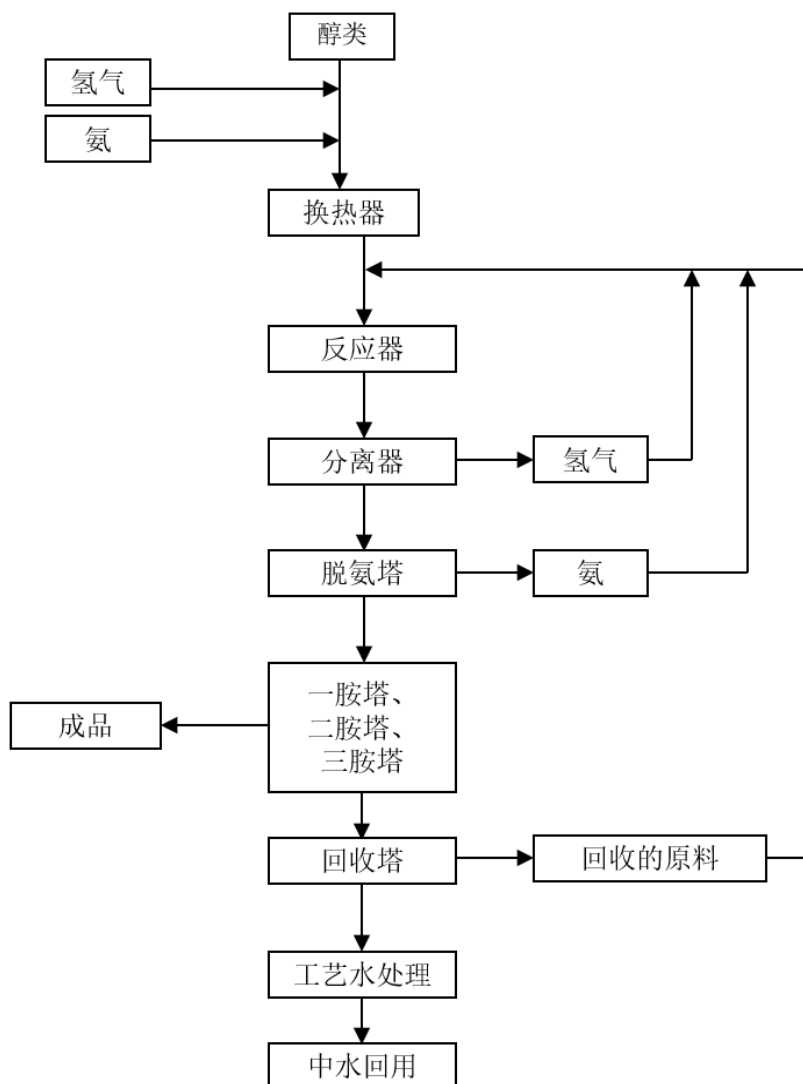 醇类
氢气
氨
换热器
反应器
分离器
氢气
脱氨塔
氨
一胺塔、
二胺塔、
三胺塔
成品
回收塔
回收的原料
工艺水处理
中水回用